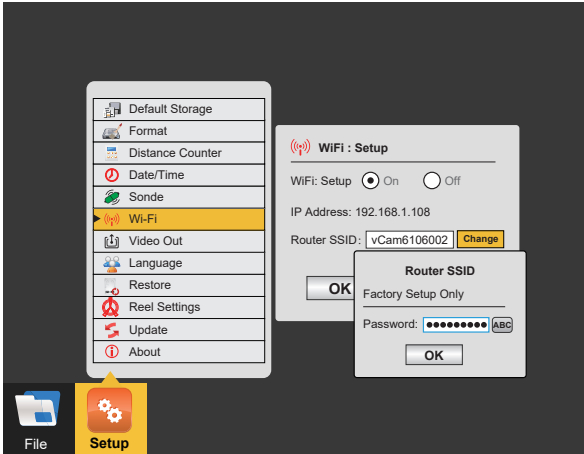 Default Storage
Format
Distance Counter
Date/Time
Sonde
Wi-Fi
Video Out
Language
Restore
Reel Settings
Update
About
WiFi : Setup
WiFi: Setup On Off
IP Address: 192.168.1.108
Router SSID: vCam6106002 Change
OK
Router SSID
Factory Setup Only
Password: ●●●●●●●●● ABC
OK
File
Setup